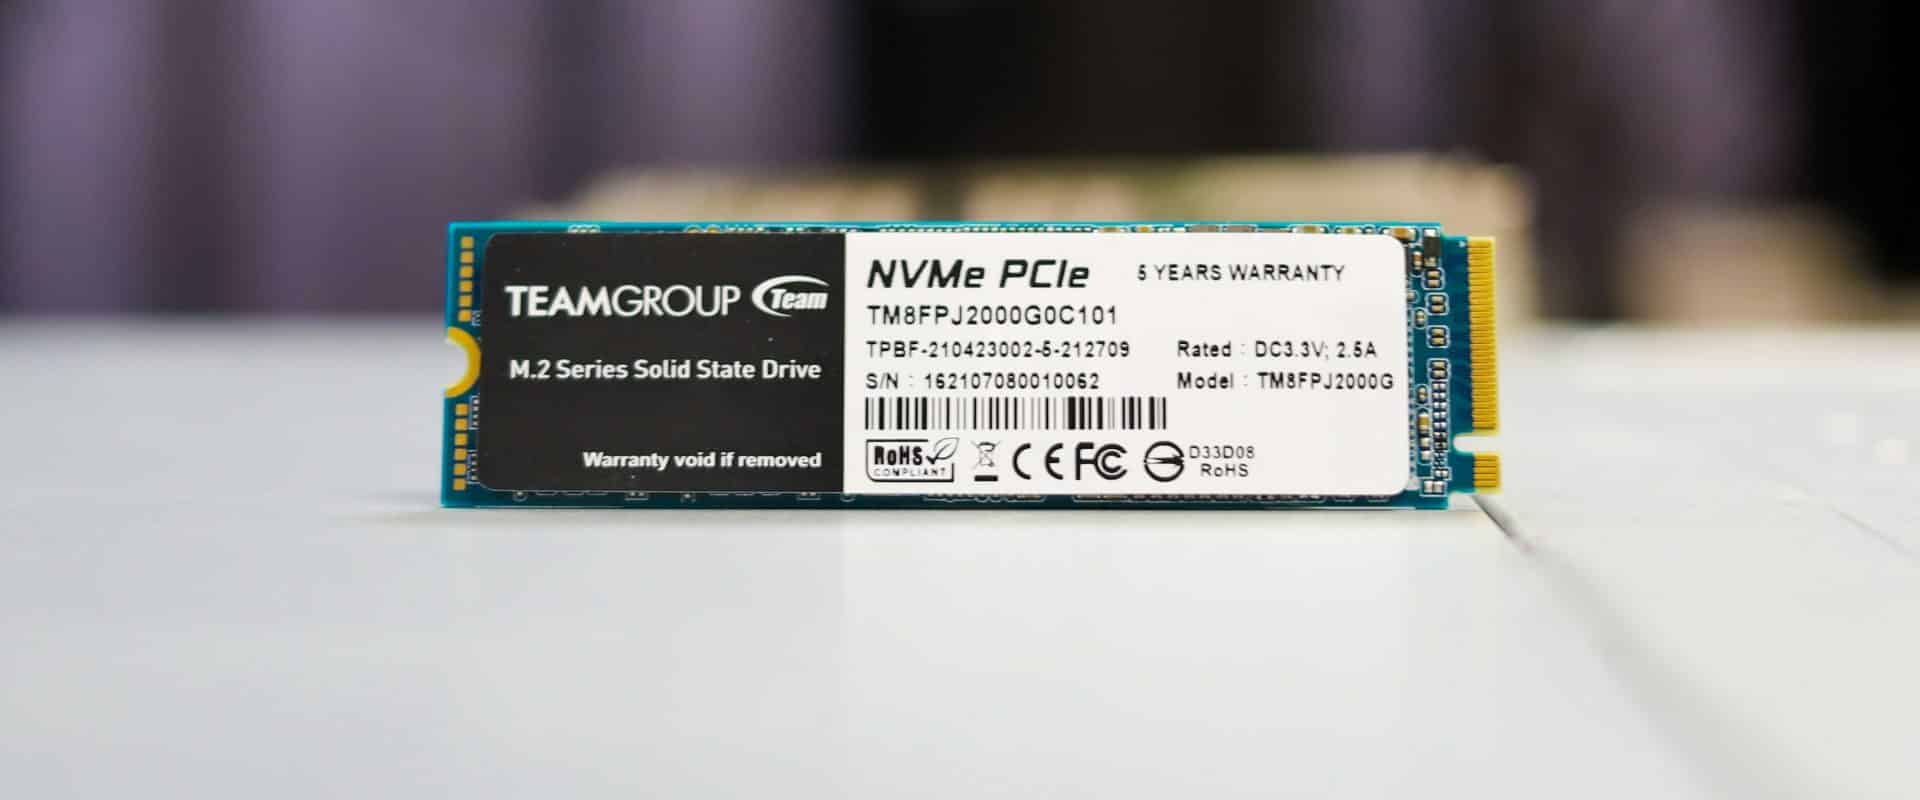 TEAMGROUP Team
M.2 Series Solid State Drive
Warranty void if removed
NVMe PCIe 5 YEARS WARRANTY
TM8FPJ2000G0C101
TPBF-210423002-5-212709 Rated : DC3.3V; 2.5A
S/N : 162107080010062 Model : TM8FPJ2000G
RoHS
COMPLIANT
CE FC D33D08
RoHS